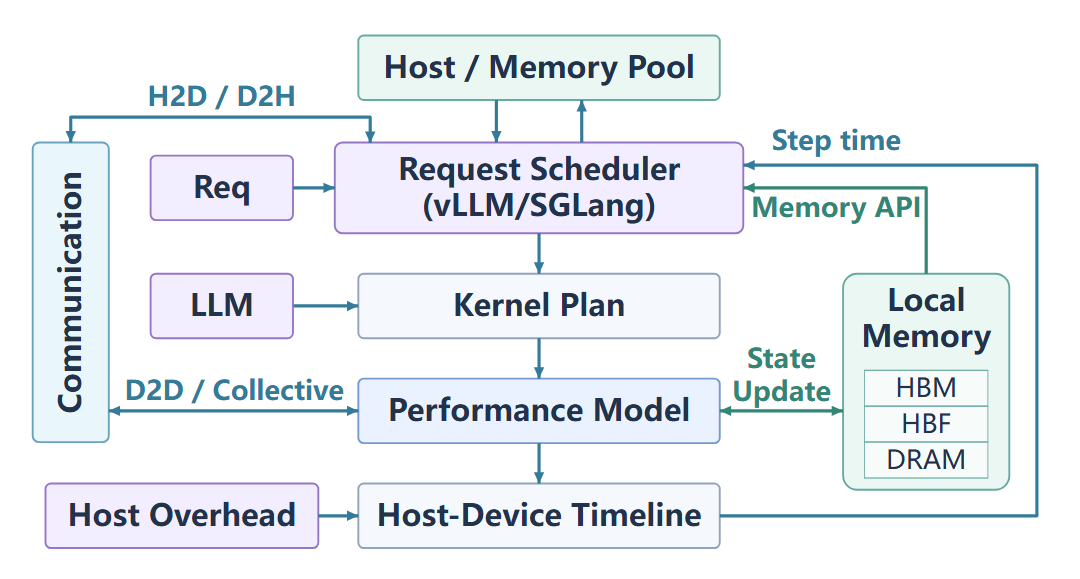 Host / Memory Pool
H2D / D2H
Step time
Communication
Req
Request Scheduler
(vLLM/SGLang)
Memory API
LLM
Kernel Plan
Local
Memory
HBM
HBF
DRAM
State
Update
D2D / Collective
Performance Model
Host Overhead
Host-Device Timeline